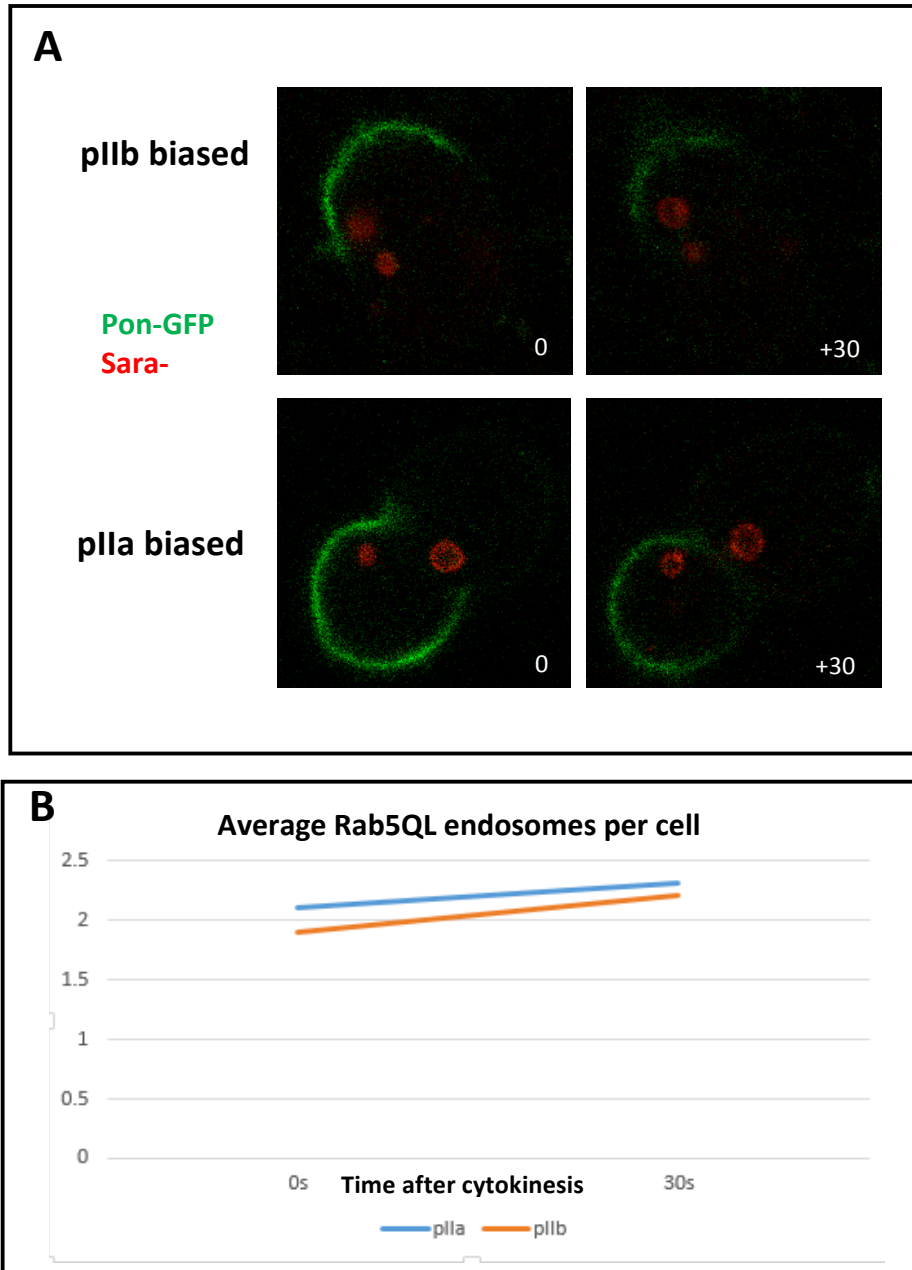 A
pIIb biased
Pon-GFP
Sara-
0
+30
pIIa biased
0
+30
B
Average Rab5QL endosomes per cell
2.5
2
1.5
1
0.5
0
0s Time after cytokinesis 30s
pIIa pIIb